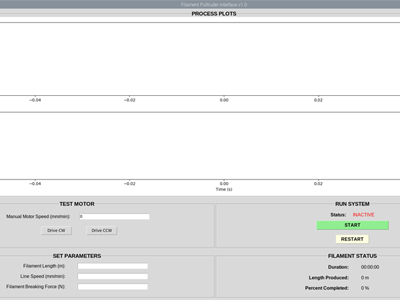 Filament Pultruder Interface v1.0
PROCESS PLOTS
−0.04 −0.02 0.00 0.02
−0.04 −0.02 0.00 0.02
Time (s)
TEST MOTOR
Manual Motor Speed (mm/min): 0
Drive CW Drive CCW
SET PARAMETERS
Filament Length (m):
Line Speed (mm/min):
Filament Breaking Force (N):
RUN SYSTEM
Status: INACTIVE
START
RESTART
FILAMENT STATUS
Duration: 00:00:00
Length Produced: 0 m
Percent Completed: 0 %